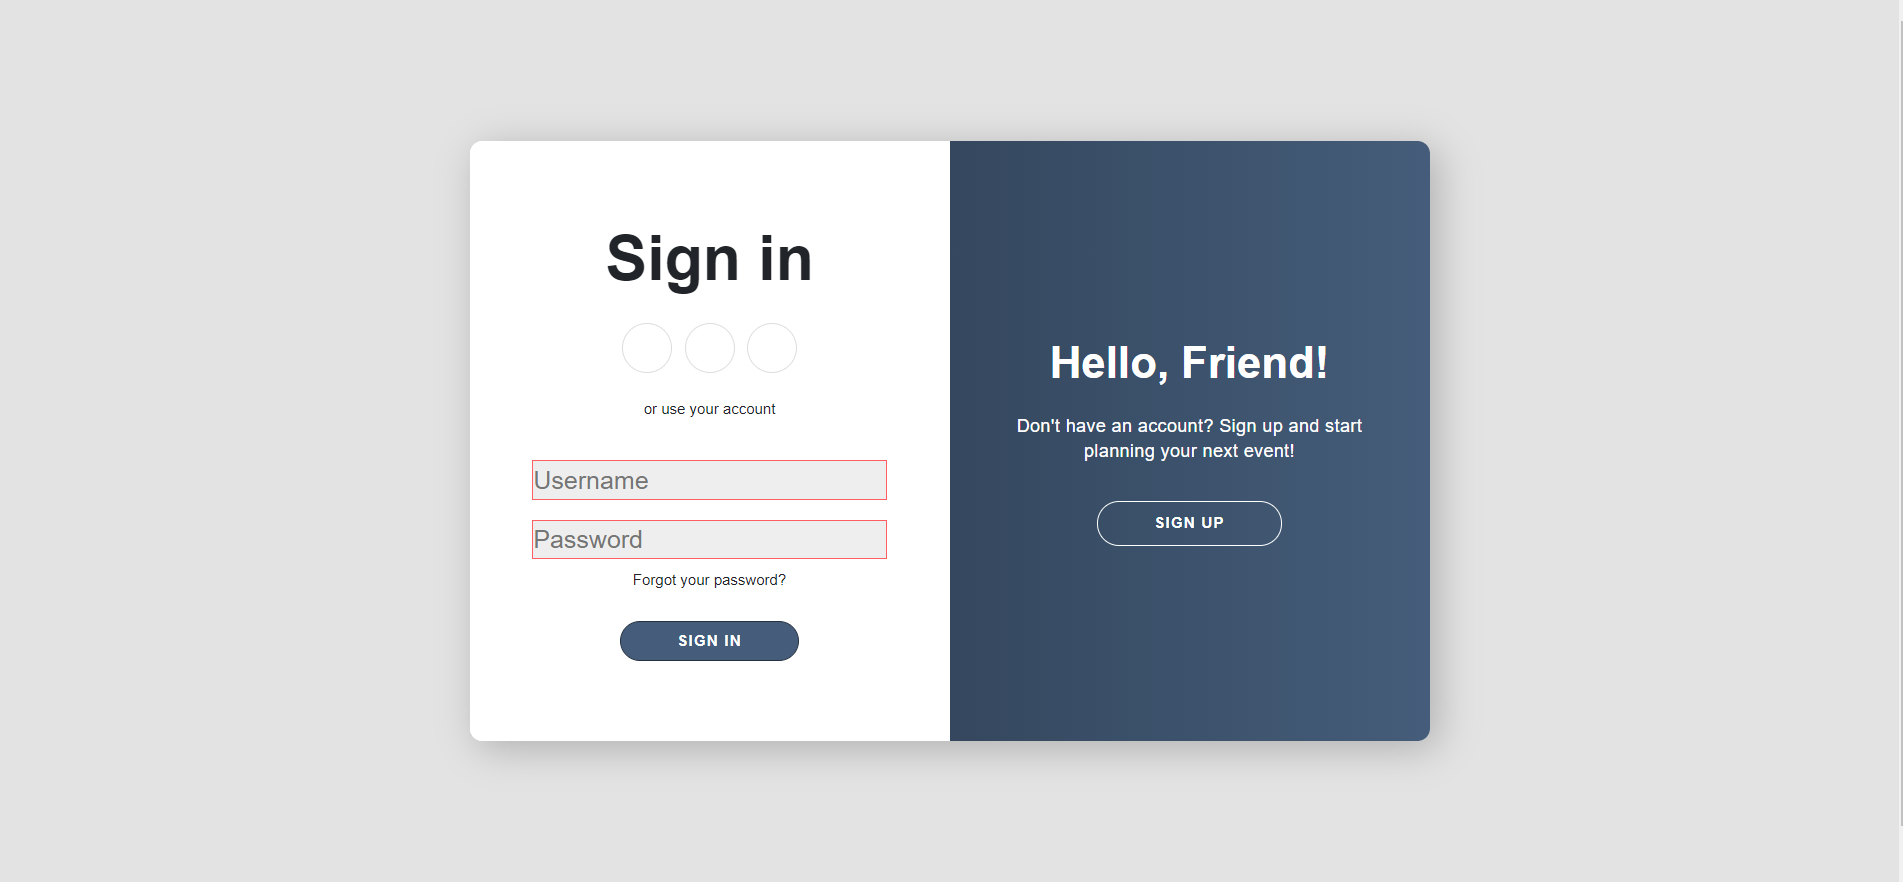 Sign in
or use your account
Username
Password
Forgot your password?
SIGN IN
Hello, Friend!
Don't have an account? Sign up and start
planning your next event!
SIGN UP